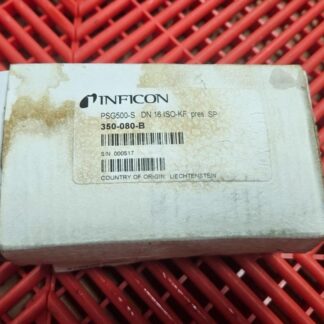 INFICON
PSG500-S DN 16 ISO-KF, pres. SP
350-080-B
S/N: 000517
COUNTRY OF ORIGIN: LIECHTENSTEIN